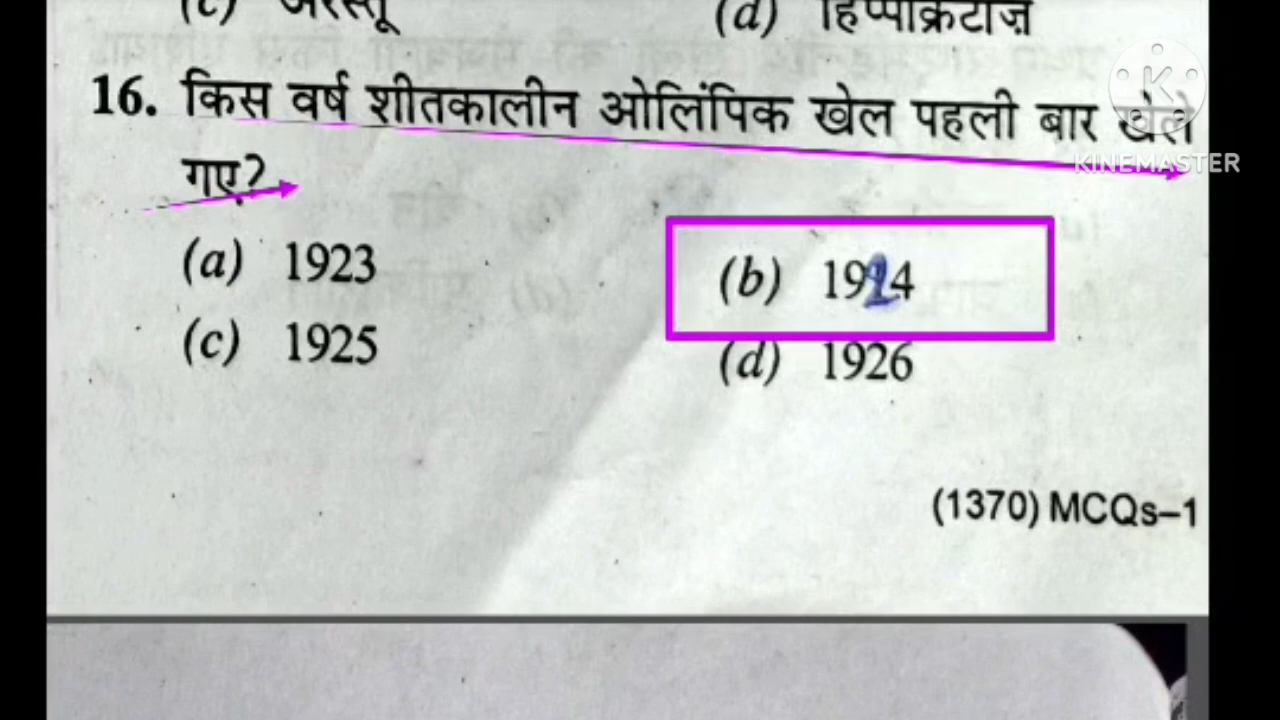 (c) अरस्तू (d) हिप्पोक्रेटीज़
16. किस वर्ष शीतकालीन ओलिंपिक खेल पहली बार खेले
गए?
KINEMASTER
(a) 1923 (b) 1924
(c) 1925 (d) 1926
(1370) MCQs–1